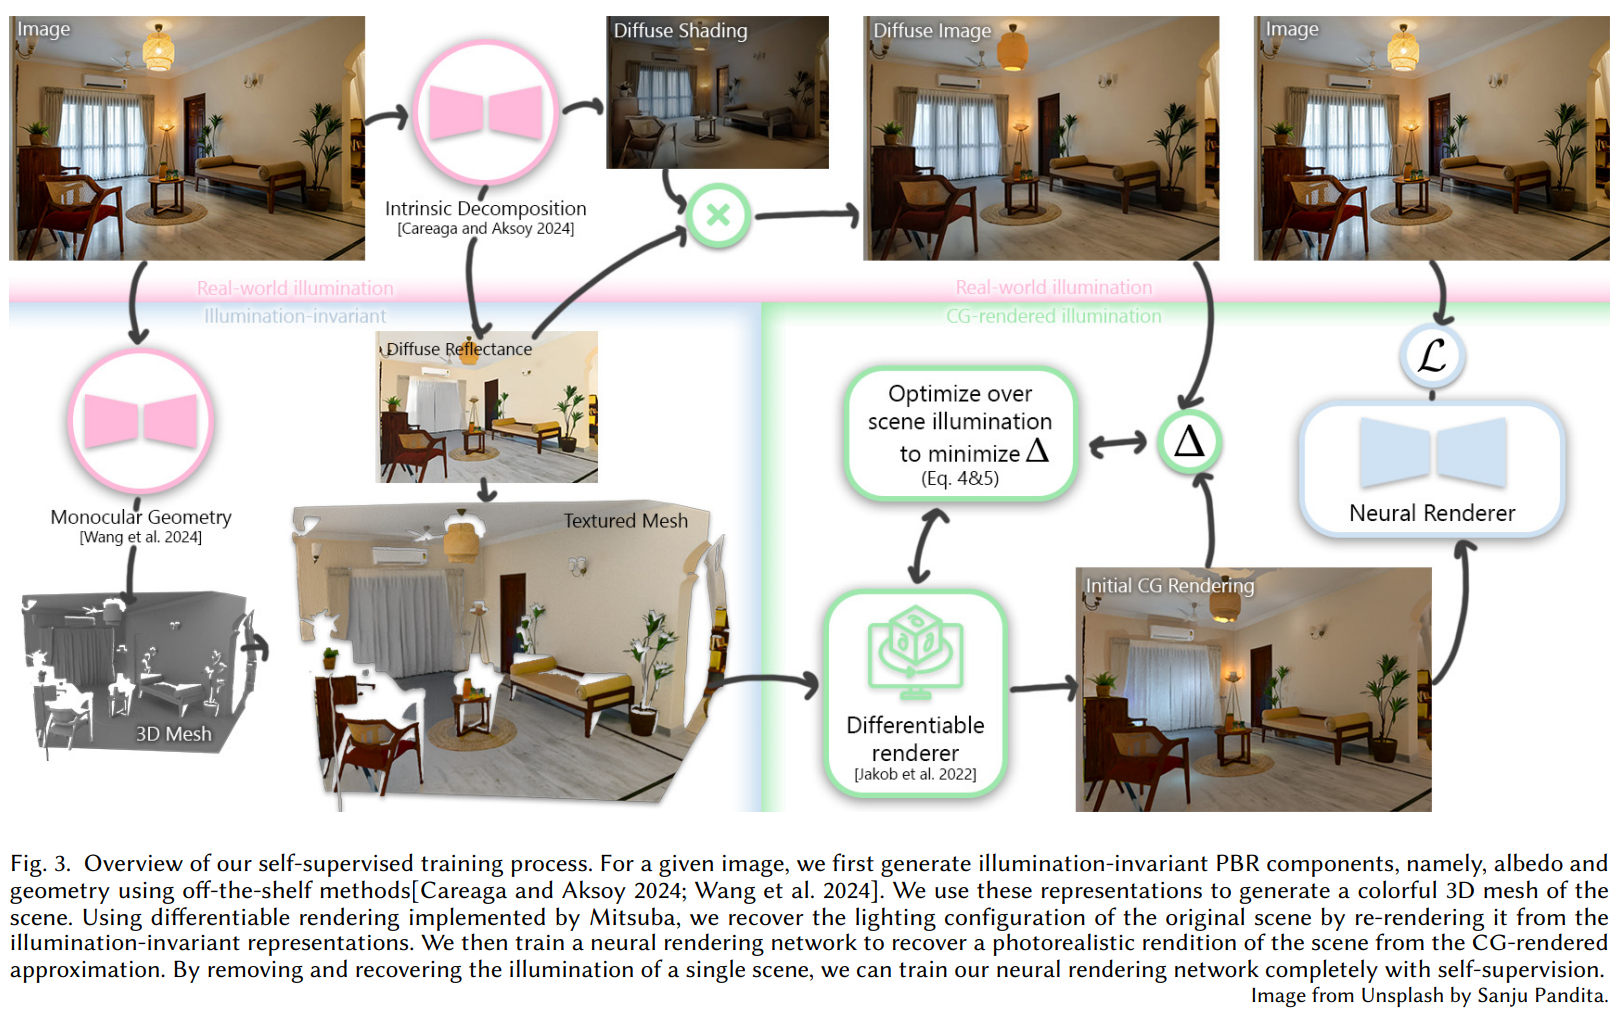 Image
Diffuse Shading
Diffuse Image
Image
Intrinsic Decomposition
[Careaga and Aksoy 2024]
Real-world illumination
Illumination-invariant
Real-world illumination
CG-rendered illumination
Diffuse Reflectance
Monocular Geometry
[Wang et al. 2024]
3D Mesh
Textured Mesh
Optimize over
scene illumination
to minimize Δ
(Eq. 4&5)
Δ
ℒ
Neural Renderer
Differentiable
renderer
[Jakob et al. 2022]
Initial CG Rendering
Fig. 3. Overview of our self-supervised training process. For a given image, we first generate illumination-invariant PBR components, namely, albedo and
geometry using off-the-shelf methods[Careaga and Aksoy 2024; Wang et al. 2024]. We use these representations to generate a colorful 3D mesh of the
scene. Using differentiable rendering implemented by Mitsuba, we recover the lighting configuration of the original scene by re-rendering it from the
illumination-invariant representations. We then train a neural rendering network to recover a photorealistic rendition of the scene from the CG-rendered
approximation. By removing and recovering the illumination of a single scene, we can train our neural rendering network completely with self-supervision.
Image from Unsplash by Sanju Pandita.